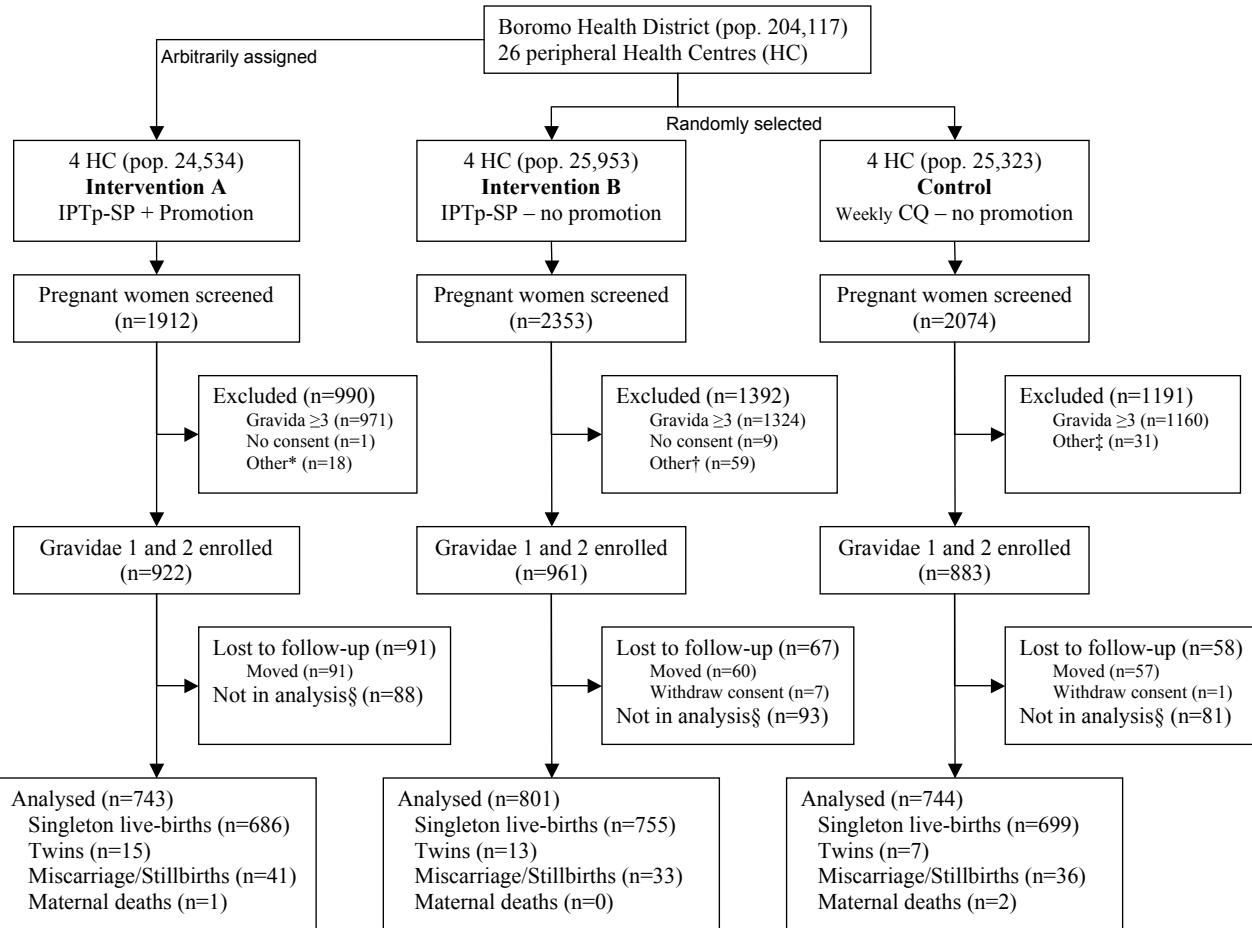 Boromo Health District (pop. 204,117)
26 peripheral Health Centres (HC)
Arbitrarily assigned
Randomly selected
4 HC (pop. 24,534)
Intervention A
IPTp-SP + Promotion
4 HC (pop. 25,953)
Intervention B
IPTp-SP – no promotion
4 HC (pop. 25,323)
Control
Weekly CQ – no promotion
Pregnant women screened
(n=1912)
Pregnant women screened
(n=2353)
Pregnant women screened
(n=2074)
Excluded (n=990)
Gravida ≥3 (n=971)
No consent (n=1)
Other* (n=18)
Excluded (n=1392)
Gravida ≥3 (n=1324)
No consent (n=9)
Other† (n=59)
Excluded (n=1191)
Gravida ≥3 (n=1160)
Other‡ (n=31)
Gravidae 1 and 2 enrolled
(n=922)
Gravidae 1 and 2 enrolled
(n=961)
Gravidae 1 and 2 enrolled
(n=883)
Lost to follow-up (n=91)
Moved (n=91)
Not in analysis§ (n=88)
Lost to follow-up (n=67)
Moved (n=60)
Withdraw consent (n=7)
Not in analysis§ (n=93)
Lost to follow-up (n=58)
Moved (n=57)
Withdraw consent (n=1)
Not in analysis§ (n=81)
Analysed (n=743)
Singleton live-births (n=686)
Twins (n=15)
Miscarriage/Stillbirths (n=41)
Maternal deaths (n=1)
Analysed (n=801)
Singleton live-births (n=755)
Twins (n=13)
Miscarriage/Stillbirths (n=33)
Maternal deaths (n=0)
Analysed (n=744)
Singleton live-births (n=699)
Twins (n=7)
Miscarriage/Stillbirths (n=36)
Maternal deaths (n=2)